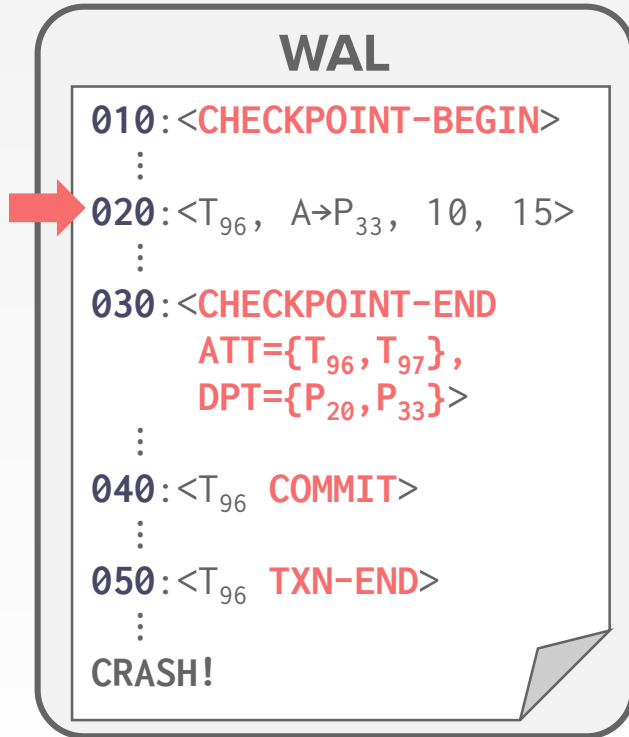 WAL
010:<CHECKPOINT-BEGIN>
⋮
020:<T₉₆, A→P₃₃, 10, 15>
⋮
030:<CHECKPOINT-END
ATT={T₉₆,T₉₇},
DPT={P₂₀,P₃₃}>
⋮
040:<T₉₆ COMMIT>
⋮
050:<T₉₆ TXN-END>
⋮
CRASH!